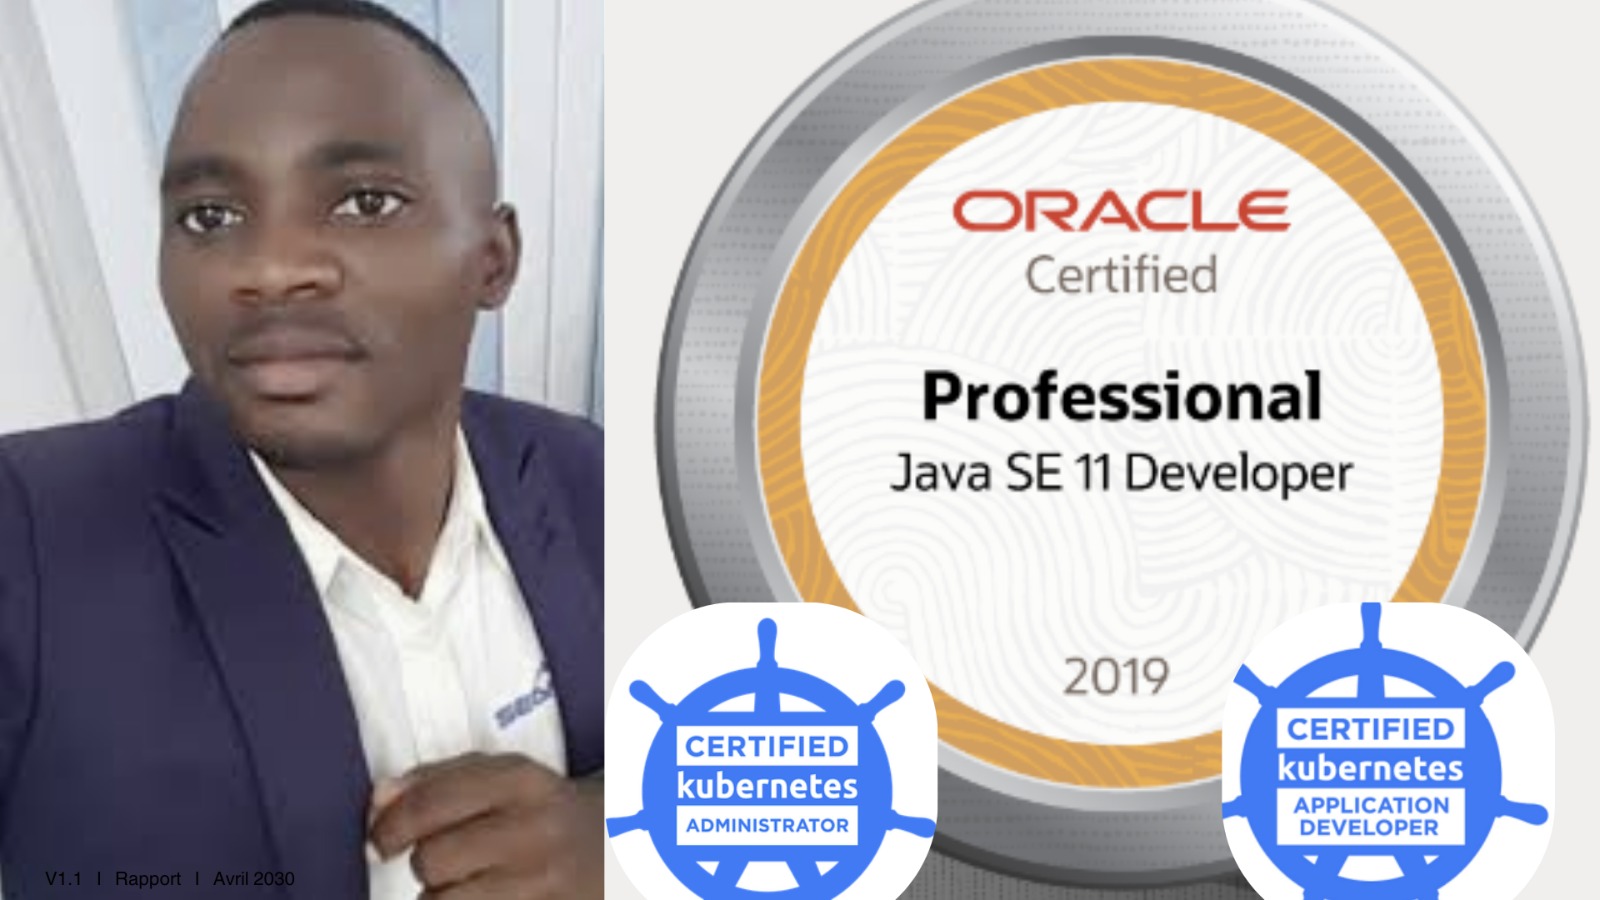 ORACLE
Certified
Professional
Java SE 11 Developer
2019
CERTIFIED
kubernetes
ADMINISTRATOR
CERTIFIED
kubernetes
APPLICATION
DEVELOPER
V1.1 I Rapport I Avril 2030